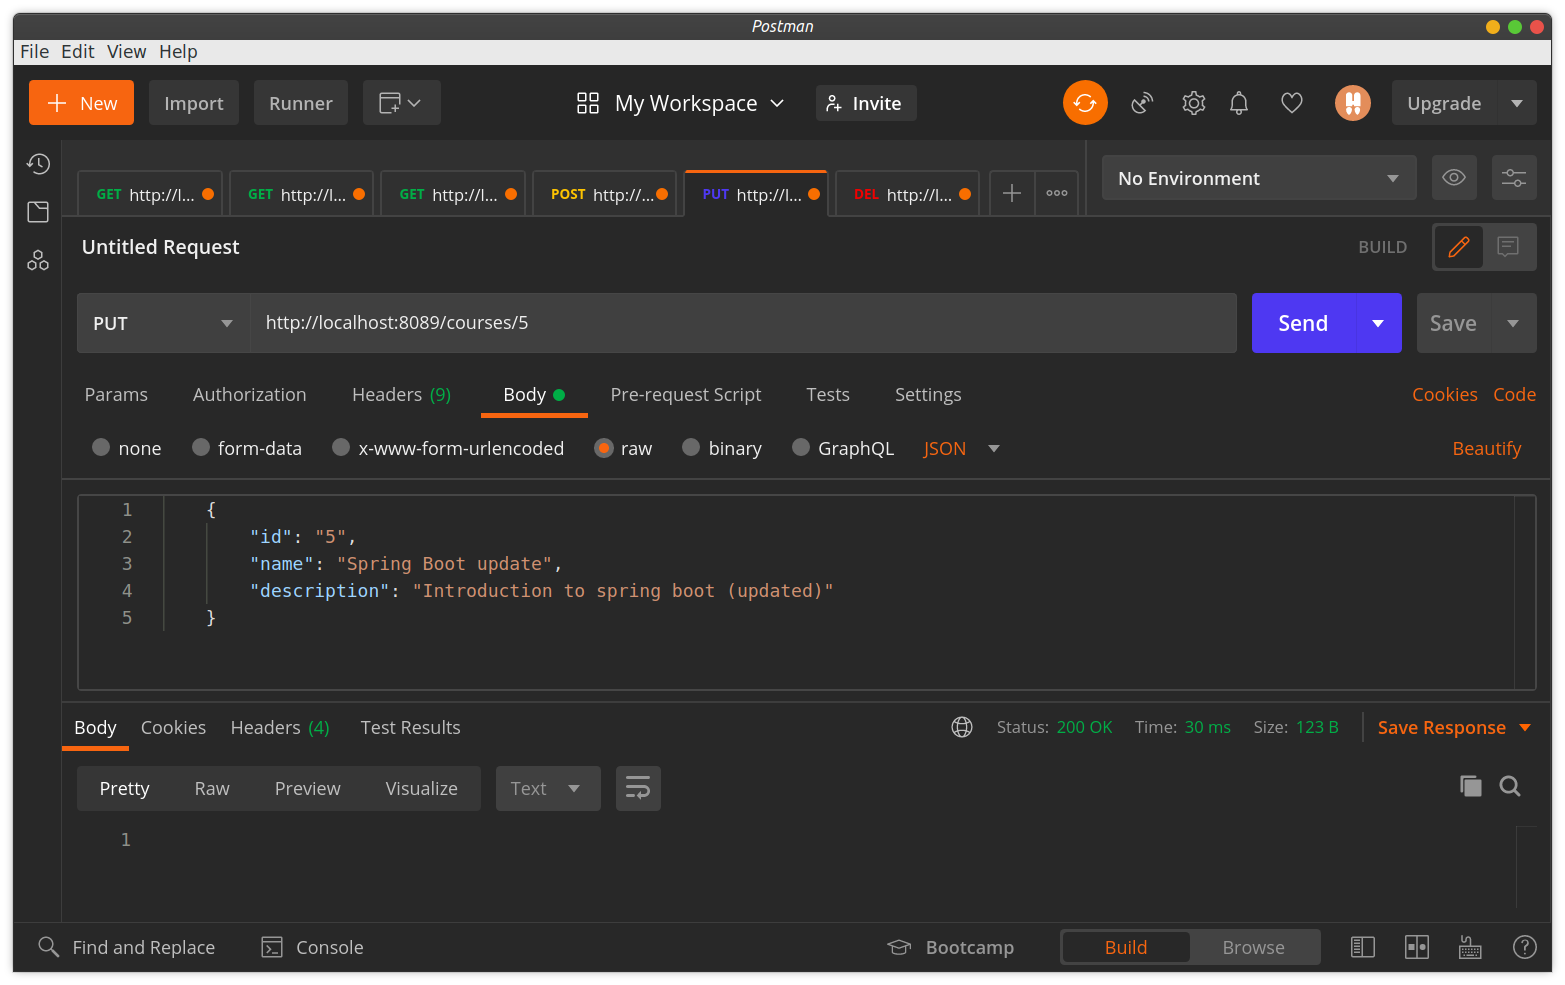 Postman
File Edit View Help
New Import Runner My Workspace Invite Upgrade
GET http://l... GET http://l... GET http://l... POST http://... PUT http://l... DEL http://l... No Environment
Untitled Request BUILD
PUT http://localhost:8089/courses/5 Send Save
Params Authorization Headers (9) Body Pre-request Script Tests Settings Cookies Code
none form-data x-www-form-urlencoded raw binary GraphQL JSON Beautify
1 {
2 "id": "5",
3 "name": "Spring Boot update",
4 "description": "Introduction to spring boot (updated)"
5 }
Body Cookies Headers (4) Test Results Status: 200 OK Time: 30 ms Size: 123 B Save Response
Pretty Raw Preview Visualize Text
1
Find and Replace Console Bootcamp Build Browse